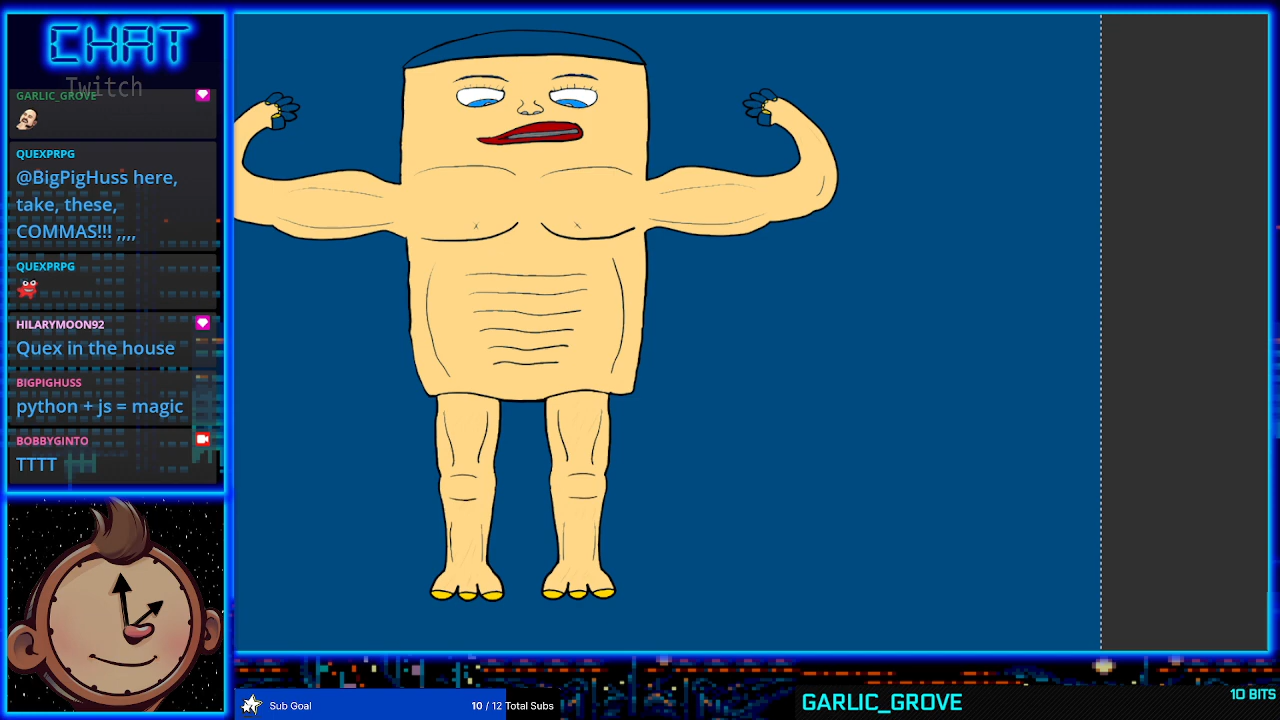 CHAT
Twitch
GARLIC_GROVE
QUEXPRPG
@BigPigHuss here,
take, these,
COMMAS!!! ,,,,
QUEXPRPG
HILARYMOON92
Quex in the house
BIGPIGHUSS
python + js = magic
BOBBYGINTO
TTTT
Sub Goal
10 / 12 Total Subs
GARLIC_GROVE
10 BITS